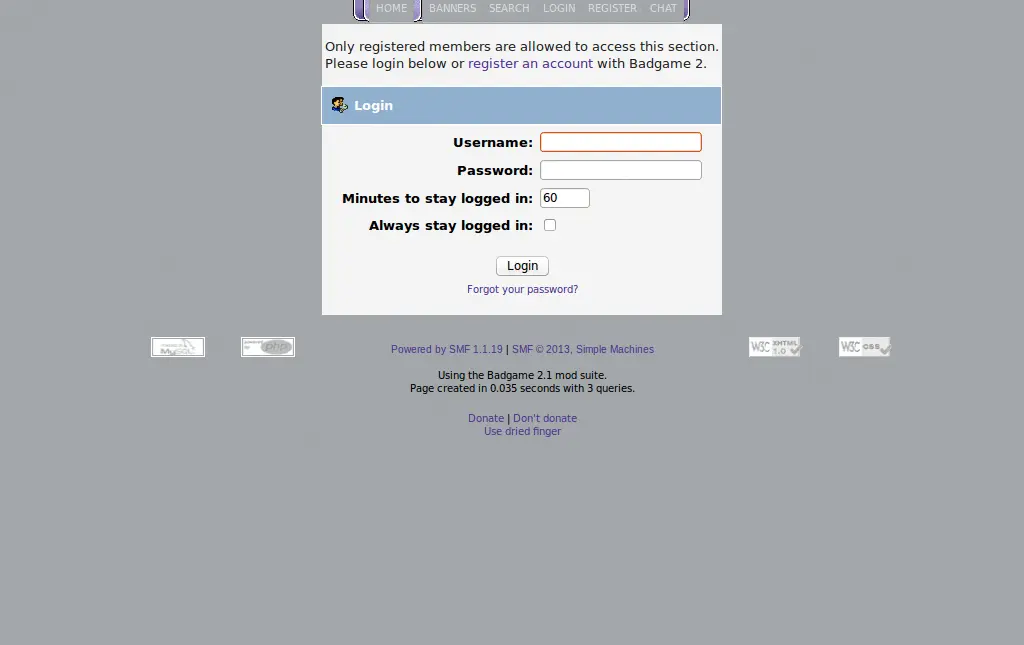 HOME BANNERS SEARCH LOGIN REGISTER CHAT
Only registered members are allowed to access this section.
Please login below or register an account with Badgame 2.
Login
Username:
Password:
Minutes to stay logged in: 60
Always stay logged in:
Login
Forgot your password?
MySQL
powered by php
Powered by SMF 1.1.19 | SMF © 2013, Simple Machines
W3C XHTML 1.0
W3C css
Using the Badgame 2.1 mod suite.
Page created in 0.035 seconds with 3 queries.
Donate | Don't donate
Use dried finger